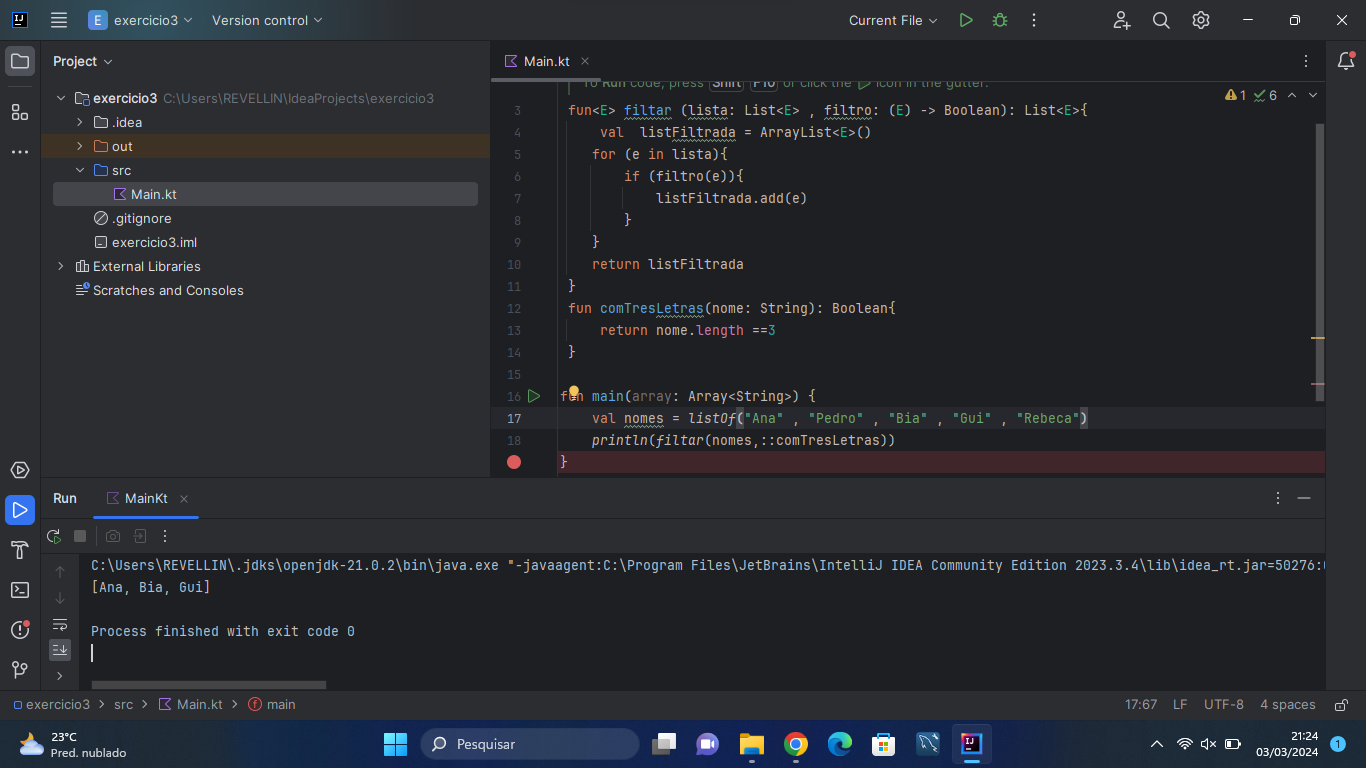 E exercicio3 Version control Current File
Project
Main.kt
exercicio3 C:\Users\REVELLIN\IdeaProjects\exercicio3
.idea
out
src
Main.kt
.gitignore
exercicio3.iml
External Libraries
Scratches and Consoles
To Run code, press Shift F10 or click the icon in the gutter.
1 6
3 fun<E> filtar (lista: List<E> , filtro: (E) -> Boolean): List<E>{
4 val listFiltrada = ArrayList<E>()
5 for (e in lista){
6 if (filtro(e)){
7 listFiltrada.add(e)
8 }
9 }
10 return listFiltrada
11 }
12 fun comTresLetras(nome: String): Boolean{
13 return nome.length ==3
14 }
15
16 fun main(array: Array<String>) {
17 val nomes = listOf("Ana" , "Pedro" , "Bia" , "Gui" , "Rebeca")
18 println(filtar(nomes,::comTresLetras))
}
Run MainKt
C:\Users\REVELLIN\.jdks\openjdk-21.0.2\bin\java.exe "-javaagent:C:\Program Files\JetBrains\IntelliJ IDEA Community Edition 2023.3.4\lib\idea_rt.jar=50276:
[Ana, Bia, Gui]
Process finished with exit code 0
exercicio3 src Main.kt main 17:67 LF UTF-8 4 spaces
23°C
Pred. nublado
Pesquisar
21:24
03/03/2024
1